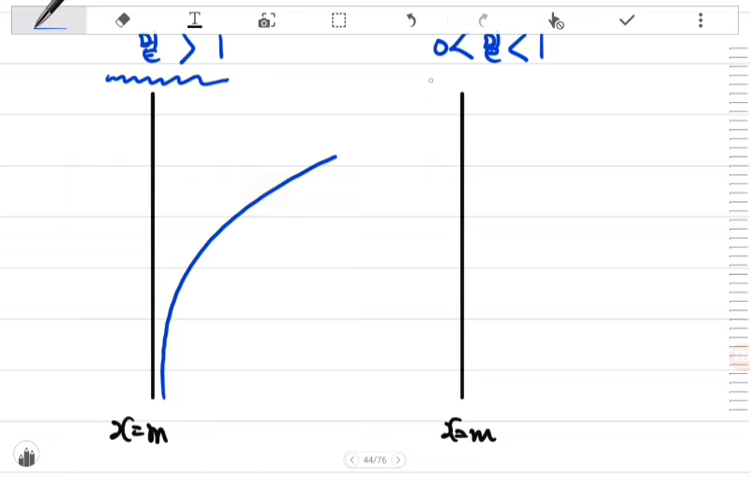 밑 > 1
0 < 밑 < 1
x=m
x=m
44/76